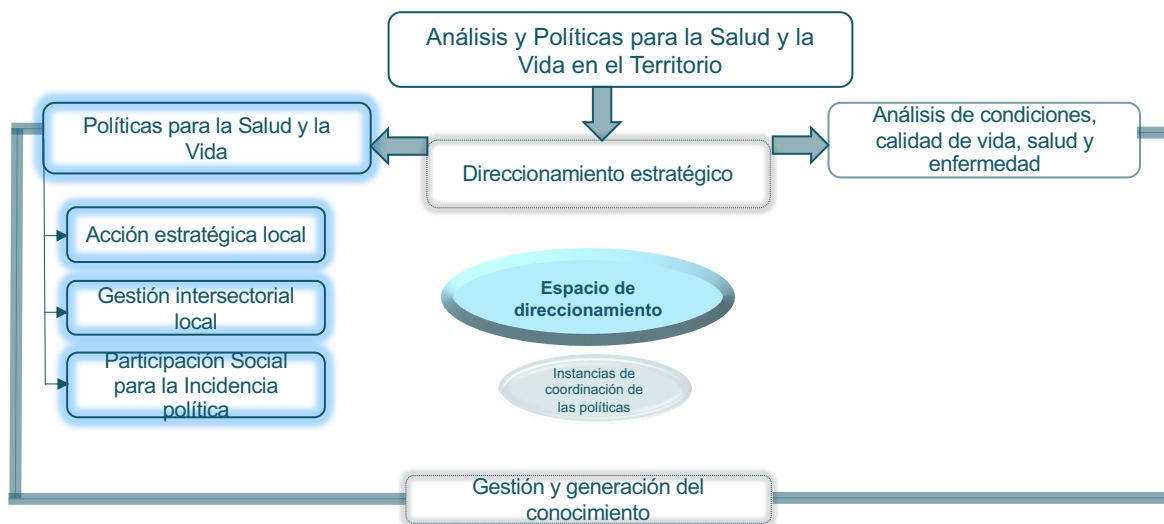 Análisis y Políticas para la Salud y la
Vida en el Territorio
Políticas para la Salud y la
Vida
Direccionamiento estratégico
Análisis de condiciones,
calidad de vida, salud y
enfermedad
Acción estratégica local
Gestión intersectorial
local
Participación Social
para la Incidencia
política
Espacio de
direccionamiento
Instancias de
coordinación de
las políticas
Gestión y generación del
conocimiento